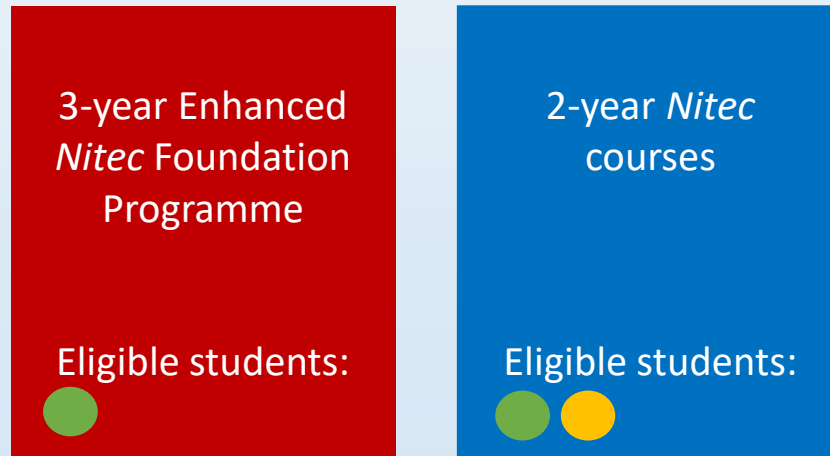 3-year Enhanced
Nitec Foundation
Programme
Eligible students:
2-year Nitec
courses
Eligible students: